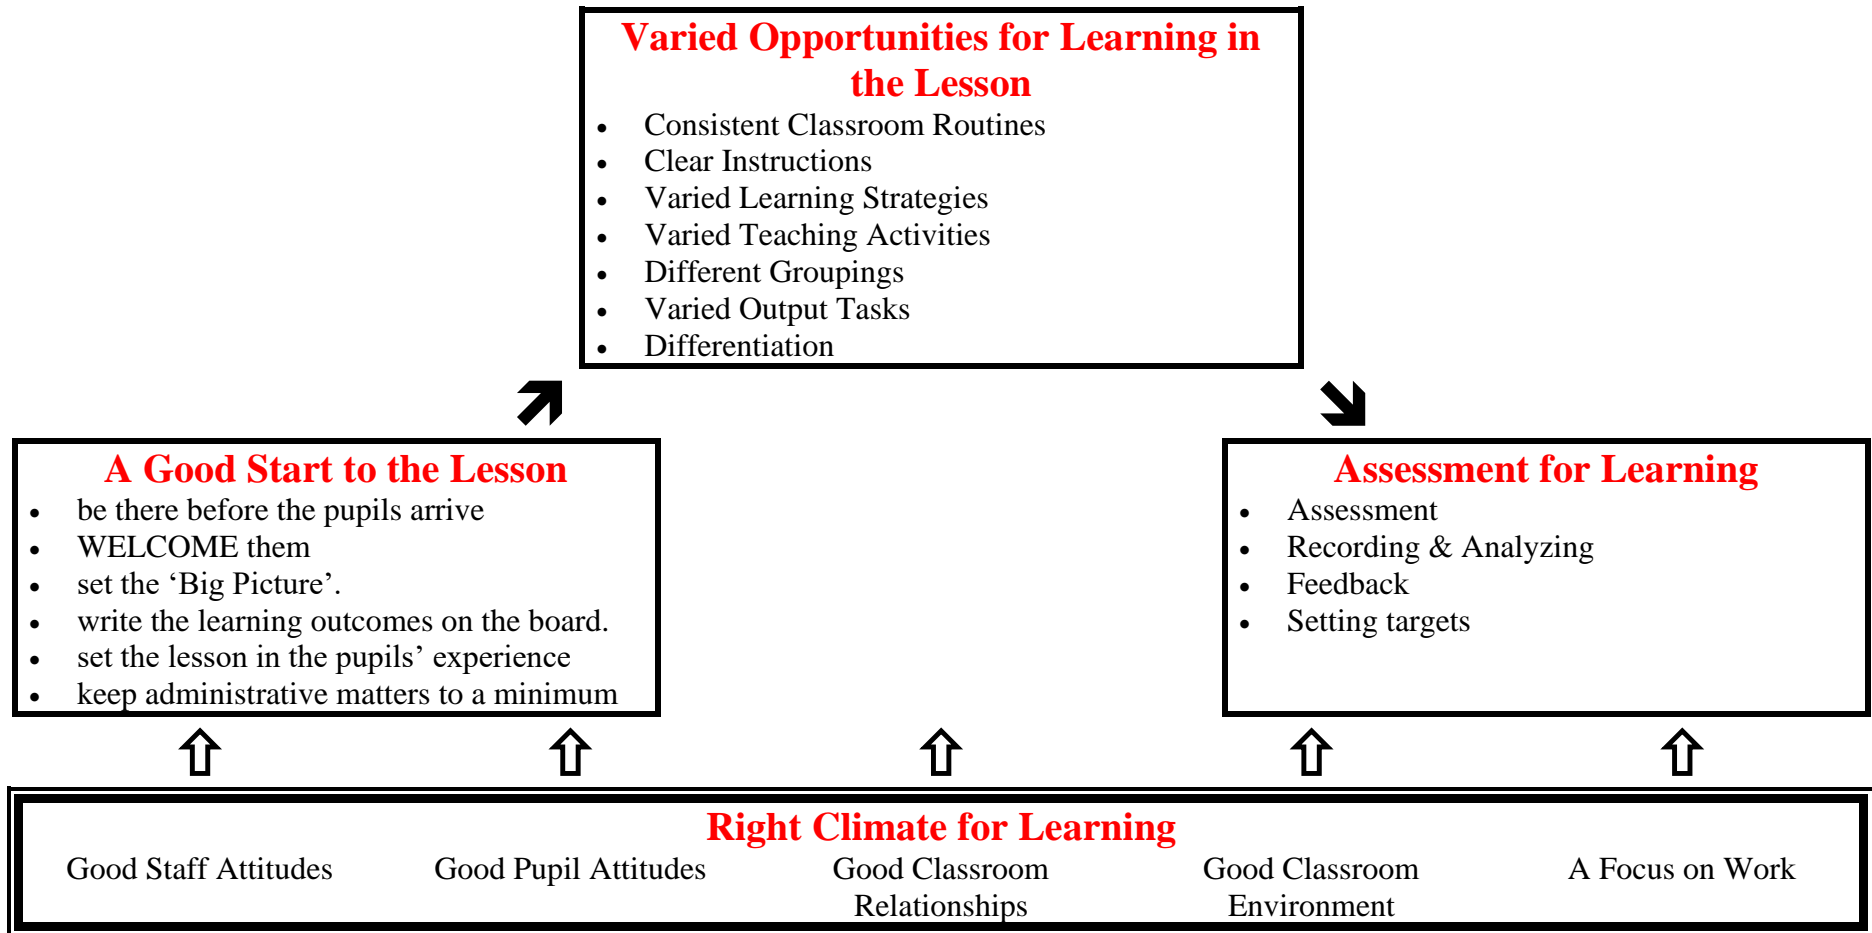 Varied Opportunities for Learning in
the Lesson
• Consistent Classroom Routines
• Clear Instructions
• Varied Learning Strategies
• Varied Teaching Activities
• Different Groupings
• Varied Output Tasks
• Differentiation
A Good Start to the Lesson
• be there before the pupils arrive
• WELCOME them
• set the ‘Big Picture’.
• write the learning outcomes on the board.
• set the lesson in the pupils’ experience
• keep administrative matters to a minimum
Assessment for Learning
• Assessment
• Recording & Analyzing
• Feedback
• Setting targets
Right Climate for Learning
Good Staff Attitudes
Good Pupil Attitudes
Good Classroom
Relationships
Good Classroom
Environment
A Focus on Work